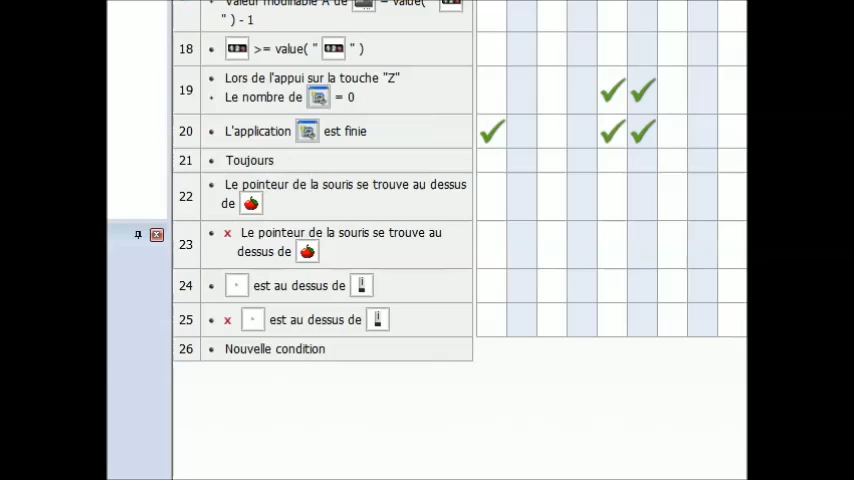 Valeur modifiable A de = value( "
" ) - 1
18 • >= value( " " )
19 • Lors de l'appui sur la touche "Z"
• Le nombre de = 0
20 • L'application est finie
21 • Toujours
22 • Le pointeur de la souris se trouve au dessus
de
23 • x Le pointeur de la souris se trouve au
dessus de
24 • est au dessus de
25 • x est au dessus de
26 • Nouvelle condition